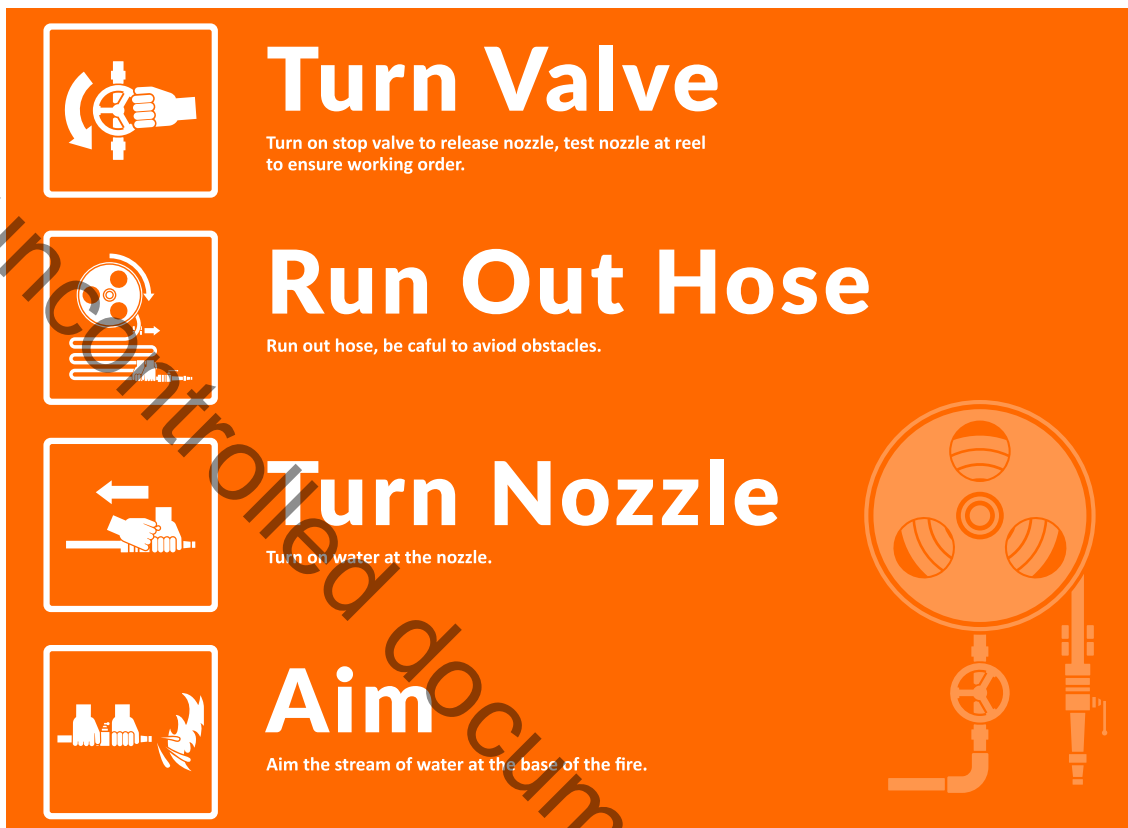 Turn Valve
Turn on stop valve to release nozzle, test nozzle at reel
to ensure working order.
Run Out Hose
Run out hose, be caful to aviod obstacles.
Turn Nozzle
Turn on water at the nozzle.
Aim
Aim the stream of water at the base of the fire.
uncontrolled docum